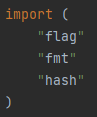 import (
    "flag"
    "fmt"
    "hash"
)